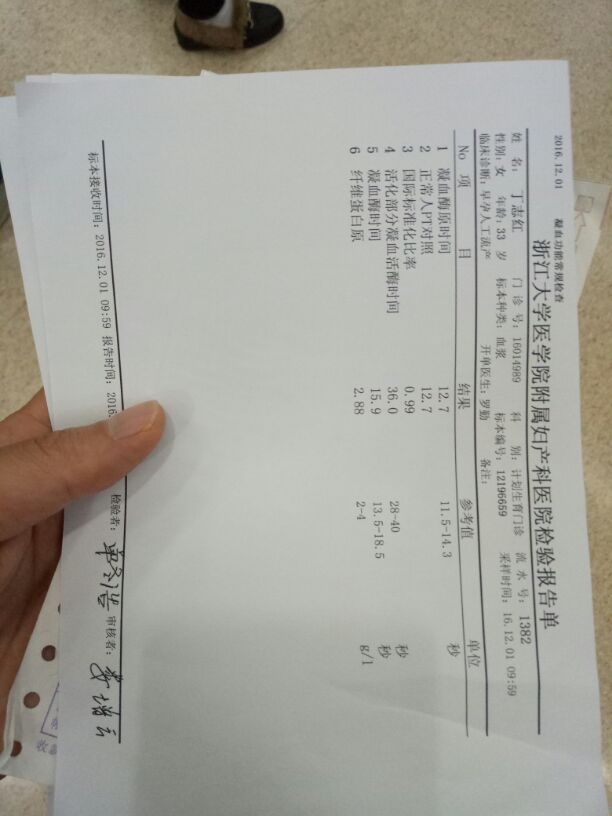 2016.12.01 凝血功能常规检查
浙江大学医学院附属妇产科医院检验报告单
姓 名: 丁志红 门 诊 号: 16014989 科 别: 计划生育门诊 流 水 号: 1382
性别: 女 年龄: 33 岁 标本种类: 血浆 标本编号: 12196659 采样时间: 16.12.01 09:59
临床诊断: 早孕人工流产 开单医生: 罗勤 备注:
No 项 目 结果 参考值 单位
1 凝血酶原时间 12.7 11.5-14.3 秒
2 正常人PT对照 12.7
3 国际标准化比率 0.99
4 活化部分凝血活酶时间 36.0 28-40 秒
5 凝血酶时间 15.9 13.5-18.5 秒
6 纤维蛋白原 2.88 2-4 g/l
标本接收时间: 2016.12.01 09:59 报告时间: 2016. 检验者: 审核者: